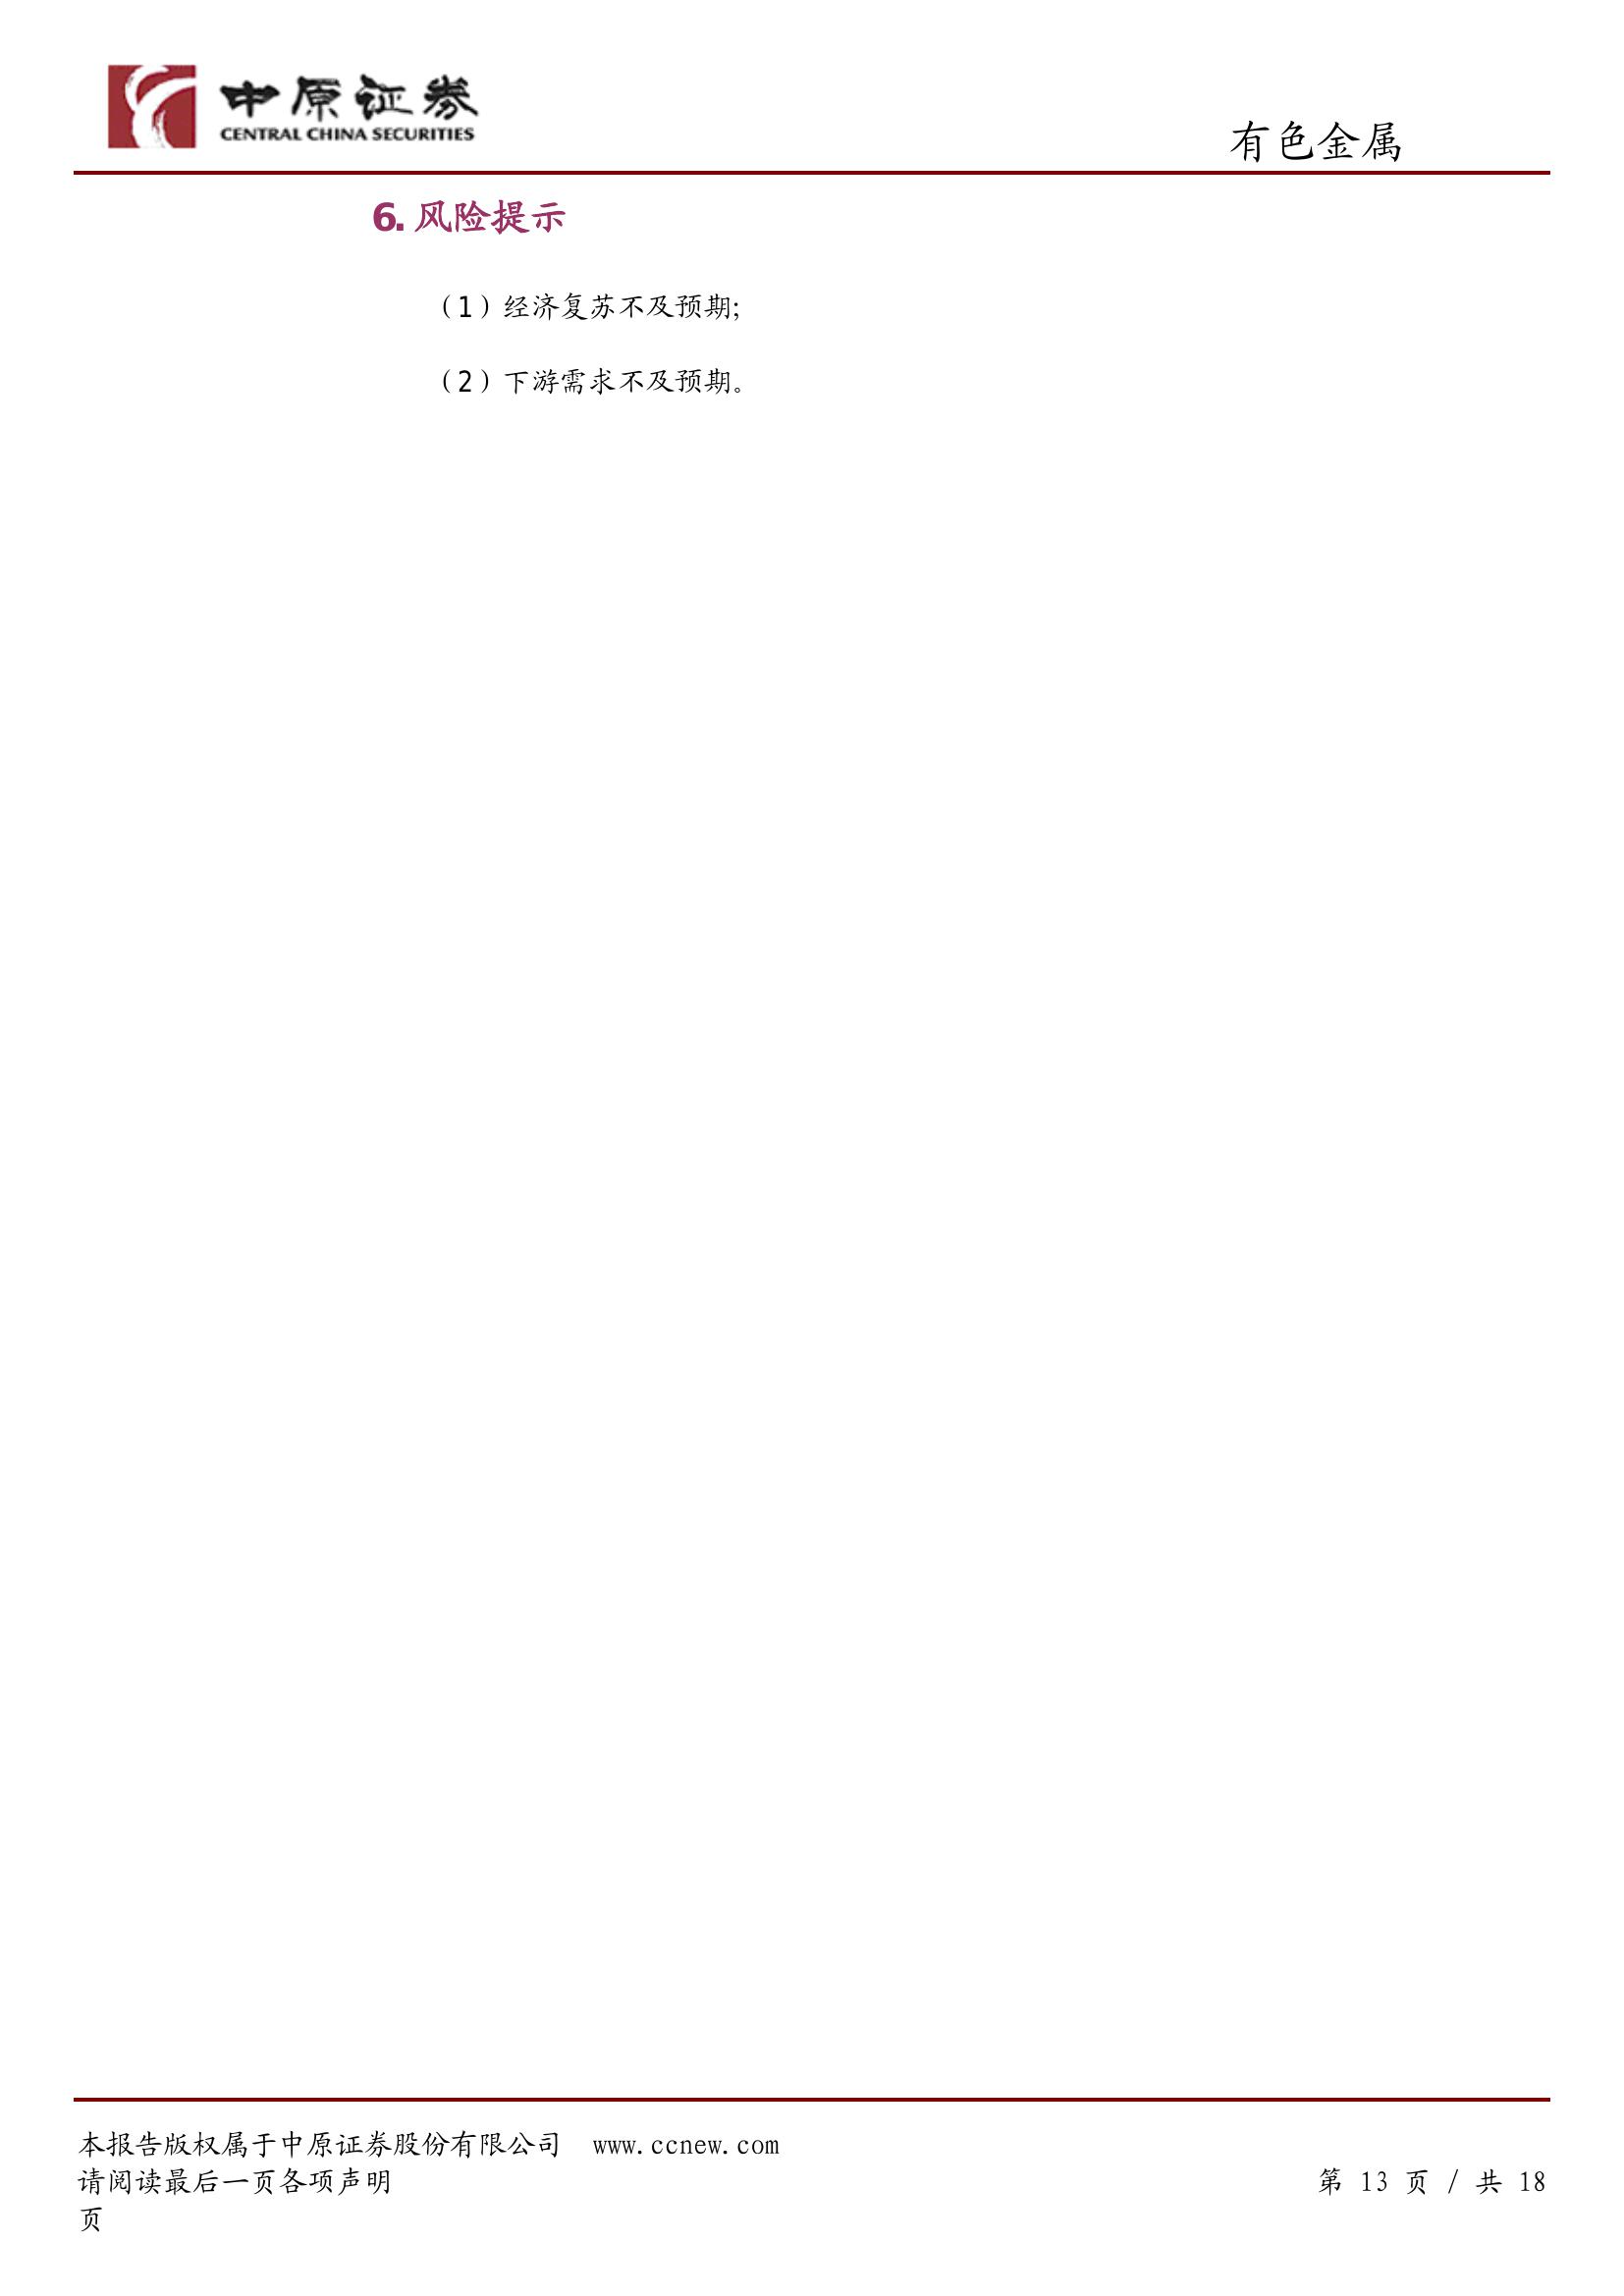 中原证券
CENTRAL CHINA SECURITIES
有色金属
6. 风险提示
（1）经济复苏不及预期;
（2）下游需求不及预期。
本报告版权属于中原证券股份有限公司 www.ccnew.com
请阅读最后一页各项声明 第 13 页 / 共 18
页